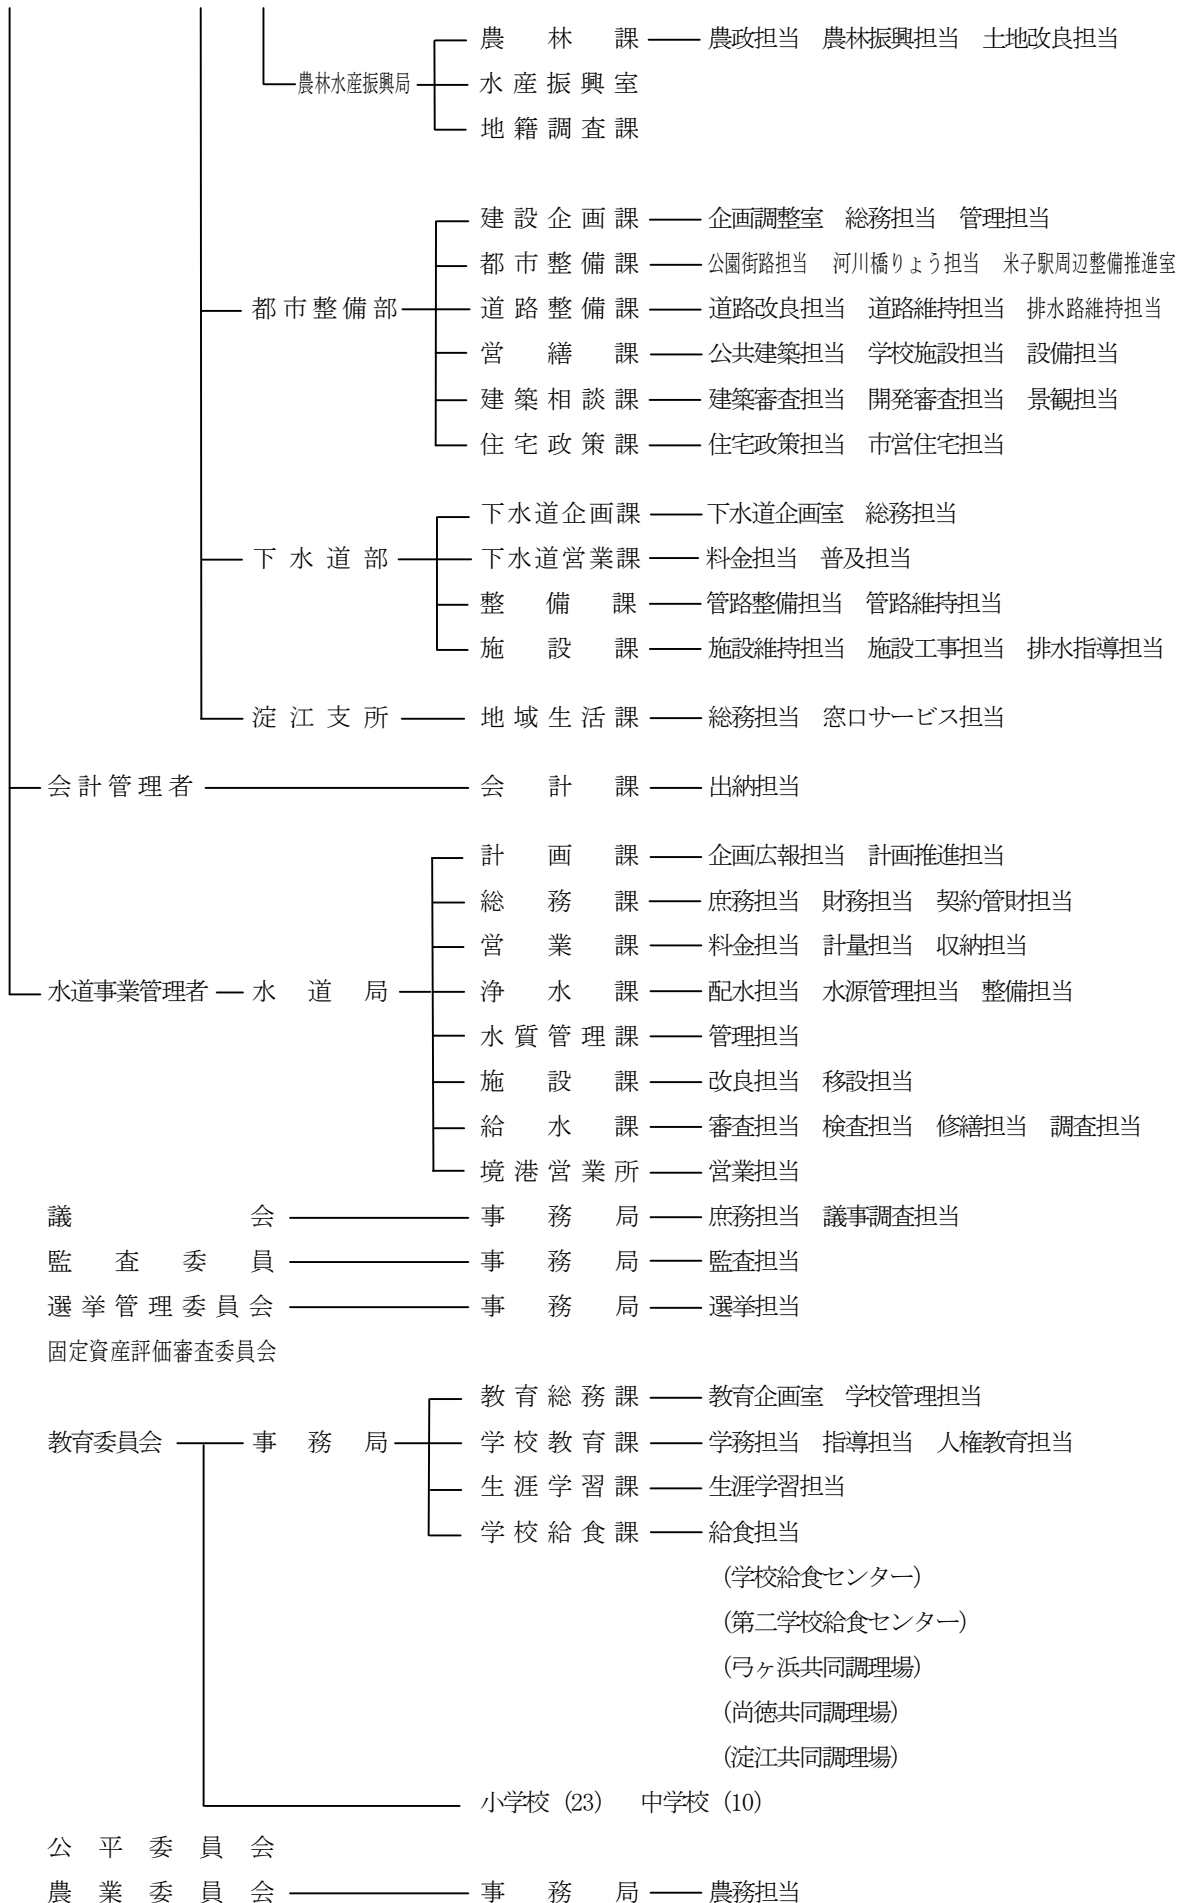 農林課 農政担当 農林振興担当 土地改良担当
農林水産振興局 水産振興室
地籍調査課
建設企画課 企画調整室 総務担当 管理担当
都市整備課 公園街路担当 河川橋りょう担当 米子駅周辺整備推進室
都市整備部 道路整備課 道路改良担当 道路維持担当 排水路維持担当
営繕課 公共建築担当 学校施設担当 設備担当
建築相談課 建築審査担当 開発審査担当 景観担当
住宅政策課 住宅政策担当 市営住宅担当
下水道企画課 下水道企画室 総務担当
下水道部 下水道営業課 料金担当 普及担当
整備課 管路整備担当 管路維持担当
施設課 施設維持担当 施設工事担当 排水指導担当
淀江支所 地域生活課 総務担当 窓口サービス担当
会計管理者 会計課 出納担当
計画課 企画広報担当 計画推進担当
総務課 庶務担当 財務担当 契約管財担当
営業課 料金担当 計量担当 収納担当
水道事業管理者 水道局 浄水課 配水担当 水源管理担当 整備担当
水質管理課 管理担当
施設課 改良担当 移設担当
給水課 審査担当 検査担当 修繕担当 調査担当
境港営業所 営業担当
議会 事務局 庶務担当 議事調査担当
監査委員 事務局 監査担当
選挙管理委員会 事務局 選挙担当
固定資産評価審査委員会
教育総務課 教育企画室 学校管理担当
教育委員会 事務局 学校教育課 学務担当 指導担当 人権教育担当
生涯学習課 生涯学習担当
学校給食課 給食担当
(学校給食センター)
(第二学校給食センター)
(弓ヶ浜共同調理場)
(尚徳共同調理場)
(淀江共同調理場)
小学校 (23) 中学校 (10)
公平委員会
農業委員会 事務局 農務担当